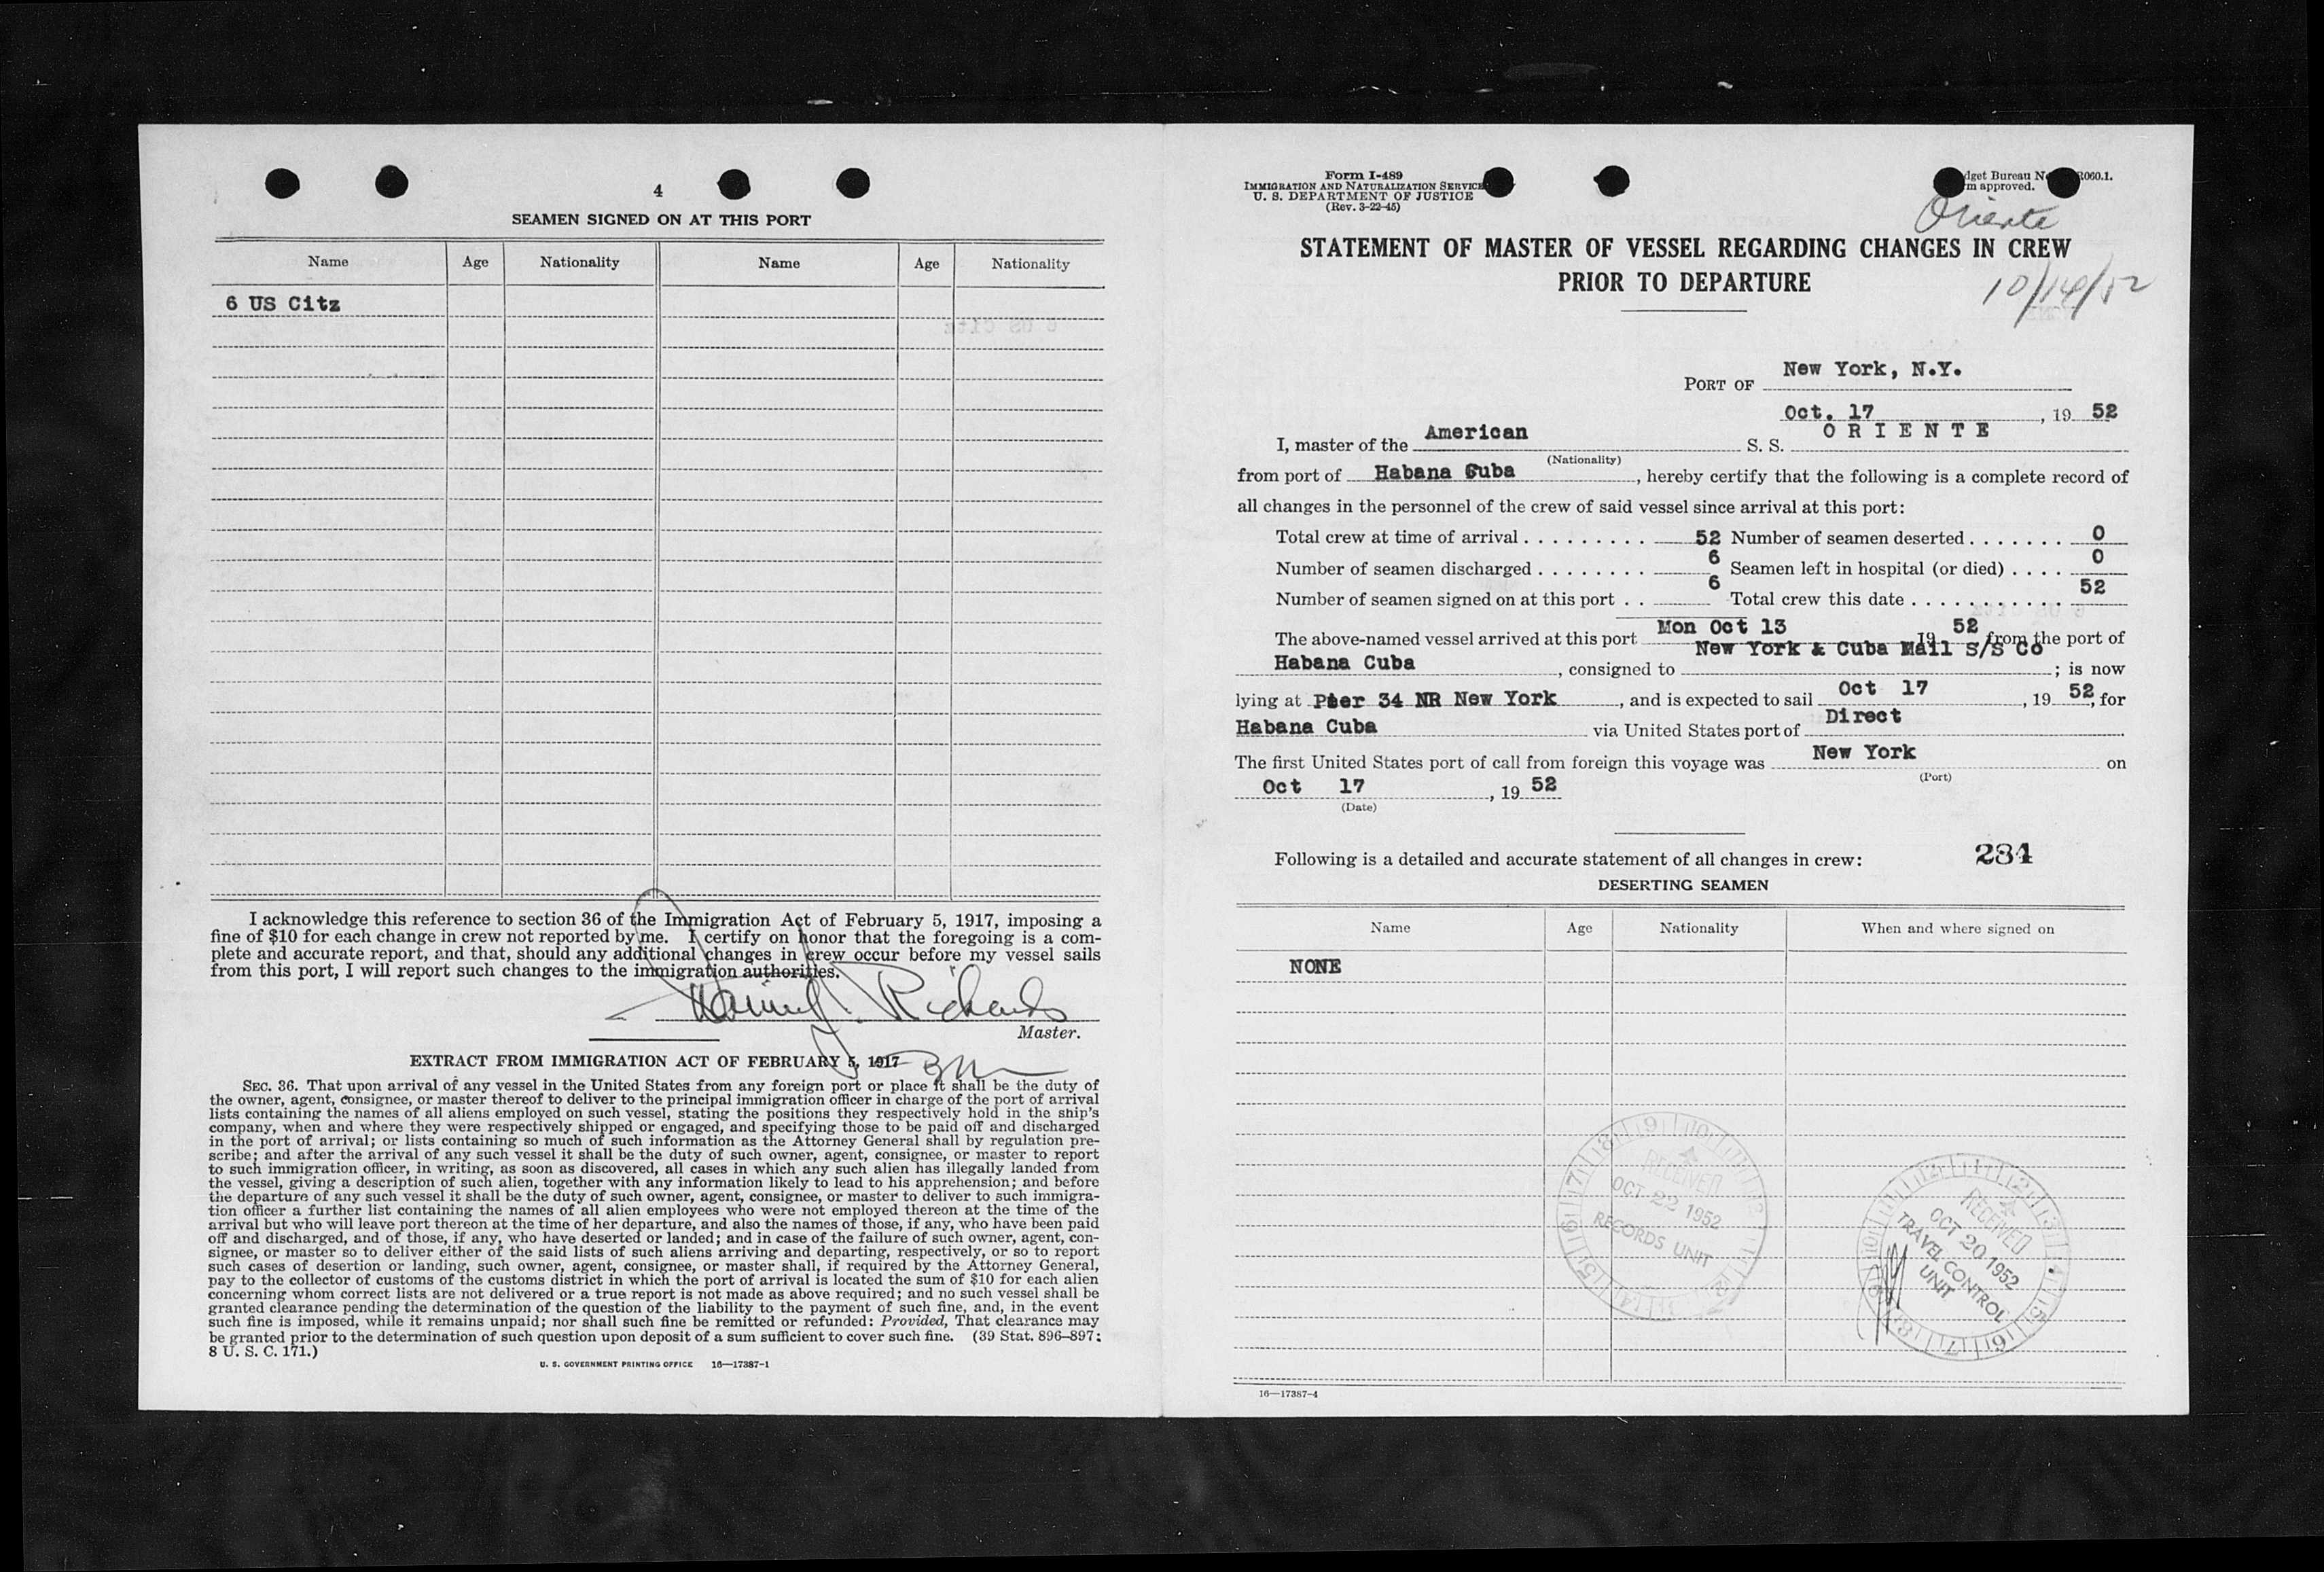 4
SEAMEN SIGNED ON AT THIS PORT
Name Age Nationality Name Age Nationality
6 US Citz
I acknowledge this reference to section 36 of the Immigration Act of February 5, 1917, imposing a
fine of $10 for each change in crew not reported by me. I certify on honor that the foregoing is a com-
plete and accurate report, and that, should any additional changes in crew occur before my vessel sails
from this port, I will report such changes to the immigration authorities.
Richards
Master.
EXTRACT FROM IMMIGRATION ACT OF FEBRUARY 5, 1917
SEC. 36. That upon arrival of any vessel in the United States from any foreign port or place it shall be the duty of
the owner, agent, consignee, or master thereof to deliver to the principal immigration officer in charge of the port of arrival
lists containing the names of all aliens employed on such vessel, stating the positions they respectively hold in the ship's
company, when and where they were respectively shipped or engaged, and specifying those to be paid off and discharged
in the port of arrival; or lists containing so much of such information as the Attorney General shall by regulation pre-
scribe; and after the arrival of any such vessel it shall be the duty of such owner, agent, consignee, or master to report
to such immigration officer, in writing, as soon as discovered, all cases in which any such alien has illegally landed from
the vessel, giving a description of such alien, together with any information likely to lead to his apprehension; and before
the departure of any such vessel it shall be the duty of such owner, agent, consignee, or master to deliver to such immigra-
tion officer a further list containing the names of all alien employees who were not employed thereon at the time of the
arrival but who will leave port thereon at the time of her departure, and also the names of those, if any, who have been paid
off and discharged, and of those, if any, who have deserted or landed; and in case of the failure of such owner, agent, con-
signee, or master so to deliver either of the said lists of such aliens arriving and departing, respectively, or so to report
such cases of desertion or landing, such owner, agent, consignee, or master shall, if required by the Attorney General,
pay to the collector of customs of the customs district in which the port of arrival is located the sum of $10 for each alien
concerning whom correct lists are not delivered or a true report is not made as above required; and no such vessel shall be
granted clearance pending the determination of the question of the liability to the payment of such fine, and, in the event
such fine is imposed, while it remains unpaid; nor shall such fine be remitted or refunded: Provided, That clearance may
be granted prior to the determination of such question upon deposit of a sum sufficient to cover such fine. (39 Stat. 896–897;
8 U. S. C. 171.)
U. S. GOVERNMENT PRINTING OFFICE 16—17387-1
Form I-489
IMMIGRATION AND NATURALIZATION SERVICE
U. S. DEPARTMENT OF JUSTICE
(Rev. 3-22-45)
Bureau
approved.
Oriente
STATEMENT OF MASTER OF VESSEL REGARDING CHANGES IN CREW
PRIOR TO DEPARTURE
10/14/52
PORT OF New York, N.Y.
Oct. 17, 19 52
I, master of the American S. S. ORIENTE
(Nationality)
from port of Habana Cuba, hereby certify that the following is a complete record of
all changes in the personnel of the crew of said vessel since arrival at this port:
Total crew at time of arrival . . . . . . . . . 52 Number of seamen deserted . . . . . . . 0
Number of seamen discharged . . . . . . . . 6 Seamen left in hospital (or died) . . . . 0
Number of seamen signed on at this port . . 6 Total crew this date . . . . . . . . . . . 52
The above-named vessel arrived at this port Mon Oct 13 19 52 from the port of
Habana Cuba, consigned to New York & Cuba Mail S/S Co; is now
lying at Pier 34 NR New York, and is expected to sail Oct 17, 19 52, for
Habana Cuba via United States port of Direct.
The first United States port of call from foreign this voyage was New York on
(Port)
Oct 17, 19 52
(Date)
Following is a detailed and accurate statement of all changes in crew: 284
DESERTING SEAMEN
Name Age Nationality When and where signed on
NONE
RECEIVED
OCT 22 1952
RECORDS UNIT
RECEIVED
OCT 20 1952
TRAVEL CONTROL
UNIT
16—17387-4